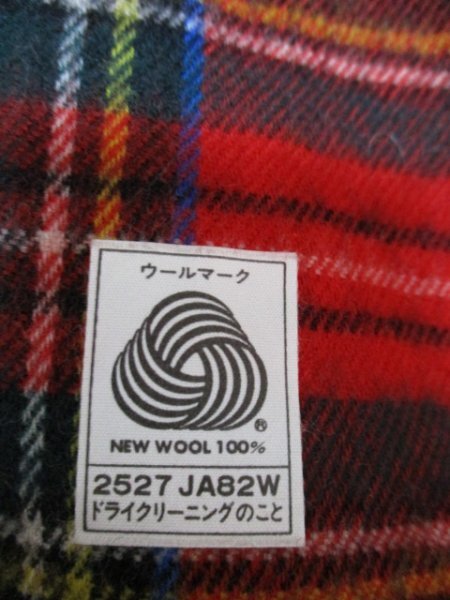 ウールマーク
®
NEW WOOL 100%
2527 JA82W
ドライクリーニングのこと